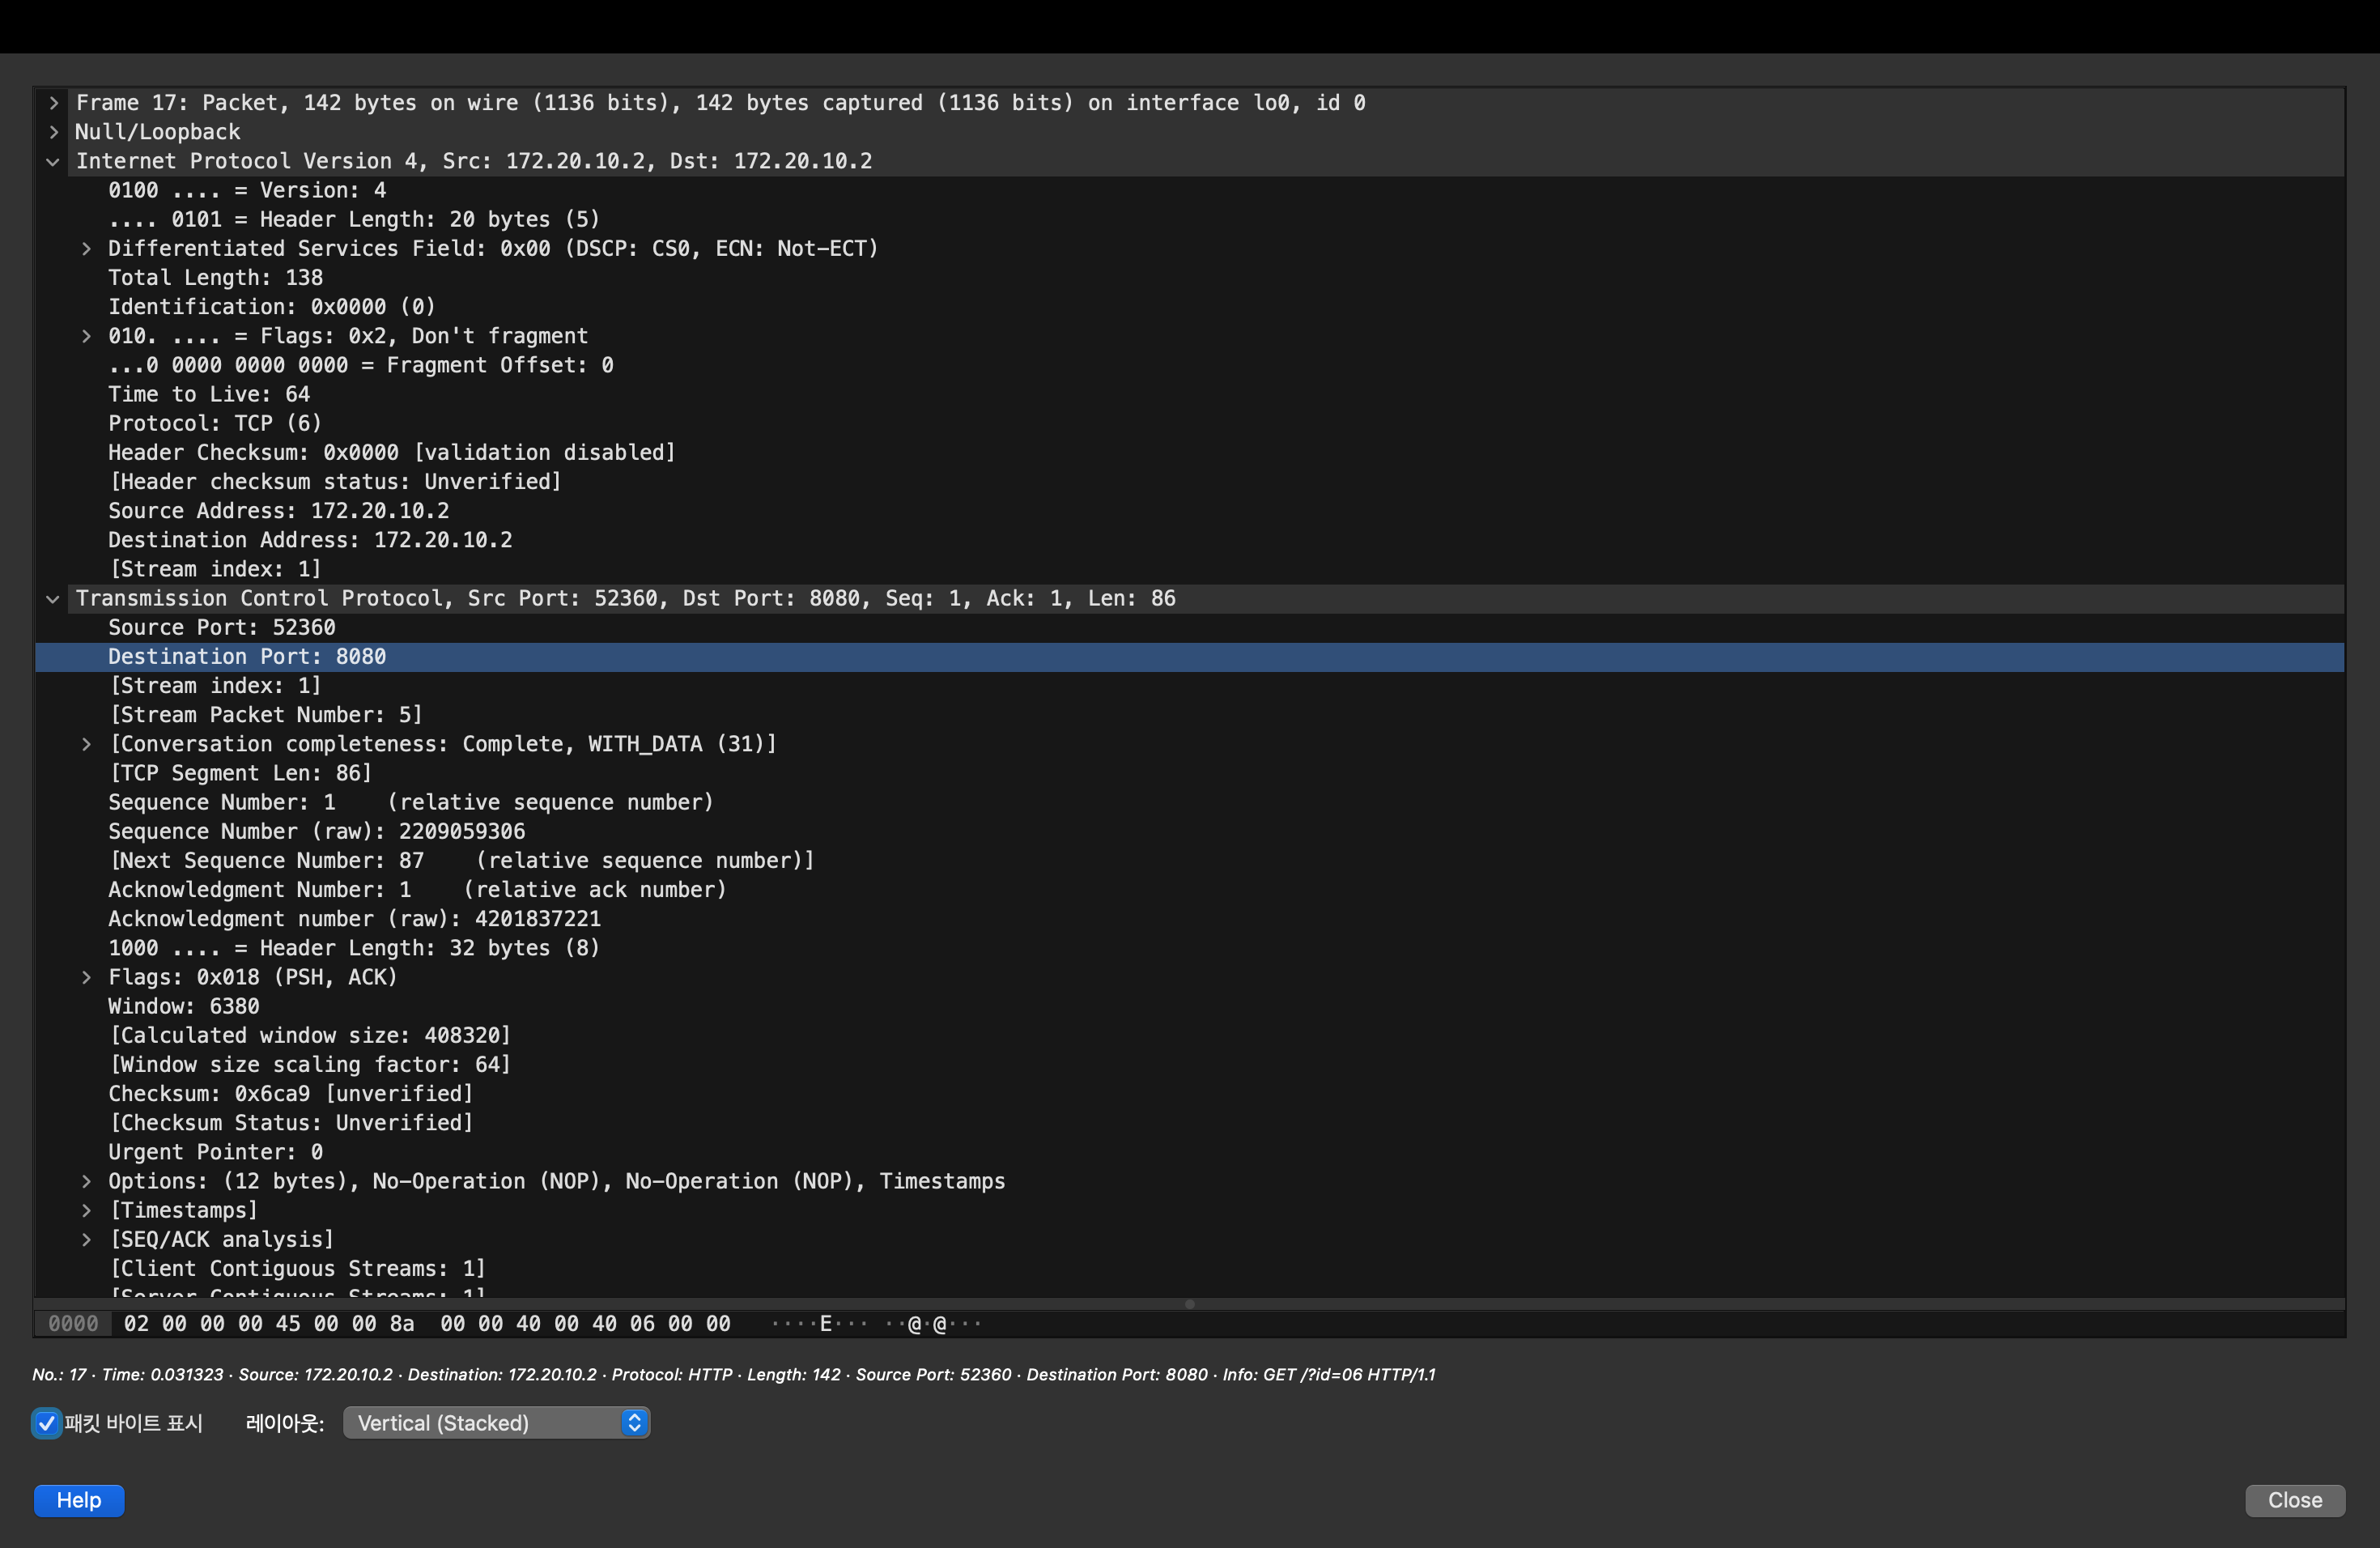 Frame 17: Packet, 142 bytes on wire (1136 bits), 142 bytes captured (1136 bits) on interface lo0, id 0
Null/Loopback
Internet Protocol Version 4, Src: 172.20.10.2, Dst: 172.20.10.2
0100 .... = Version: 4
.... 0101 = Header Length: 20 bytes (5)
Differentiated Services Field: 0x00 (DSCP: CS0, ECN: Not-ECT)
Total Length: 138
Identification: 0x0000 (0)
010. .... = Flags: 0x2, Don't fragment
...0 0000 0000 0000 = Fragment Offset: 0
Time to Live: 64
Protocol: TCP (6)
Header Checksum: 0x0000 [validation disabled]
[Header checksum status: Unverified]
Source Address: 172.20.10.2
Destination Address: 172.20.10.2
[Stream index: 1]
Transmission Control Protocol, Src Port: 52360, Dst Port: 8080, Seq: 1, Ack: 1, Len: 86
Source Port: 52360
Destination Port: 8080
[Stream index: 1]
[Stream Packet Number: 5]
[Conversation completeness: Complete, WITH_DATA (31)]
[TCP Segment Len: 86]
Sequence Number: 1    (relative sequence number)
Sequence Number (raw): 2209059306
[Next Sequence Number: 87    (relative sequence number)]
Acknowledgment Number: 1    (relative ack number)
Acknowledgment number (raw): 4201837221
1000 .... = Header Length: 32 bytes (8)
Flags: 0x018 (PSH, ACK)
Window: 6380
[Calculated window size: 408320]
[Window size scaling factor: 64]
Checksum: 0x6ca9 [unverified]
[Checksum Status: Unverified]
Urgent Pointer: 0
Options: (12 bytes), No-Operation (NOP), No-Operation (NOP), Timestamps
[Timestamps]
[SEQ/ACK analysis]
[Client Contiguous Streams: 1]
[Server Contiguous Streams: 1]
0000 02 00 00 00 45 00 00 8a  00 00 40 00 40 06 00 00   ····E··· ··@·@···
No.: 17 · Time: 0.031323 · Source: 172.20.10.2 · Destination: 172.20.10.2 · Protocol: HTTP · Length: 142 · Source Port: 52360 · Destination Port: 8080 · Info: GET /?id=06 HTTP/1.1
패킷 바이트 표시 레이아웃: Vertical (Stacked)
Help Close